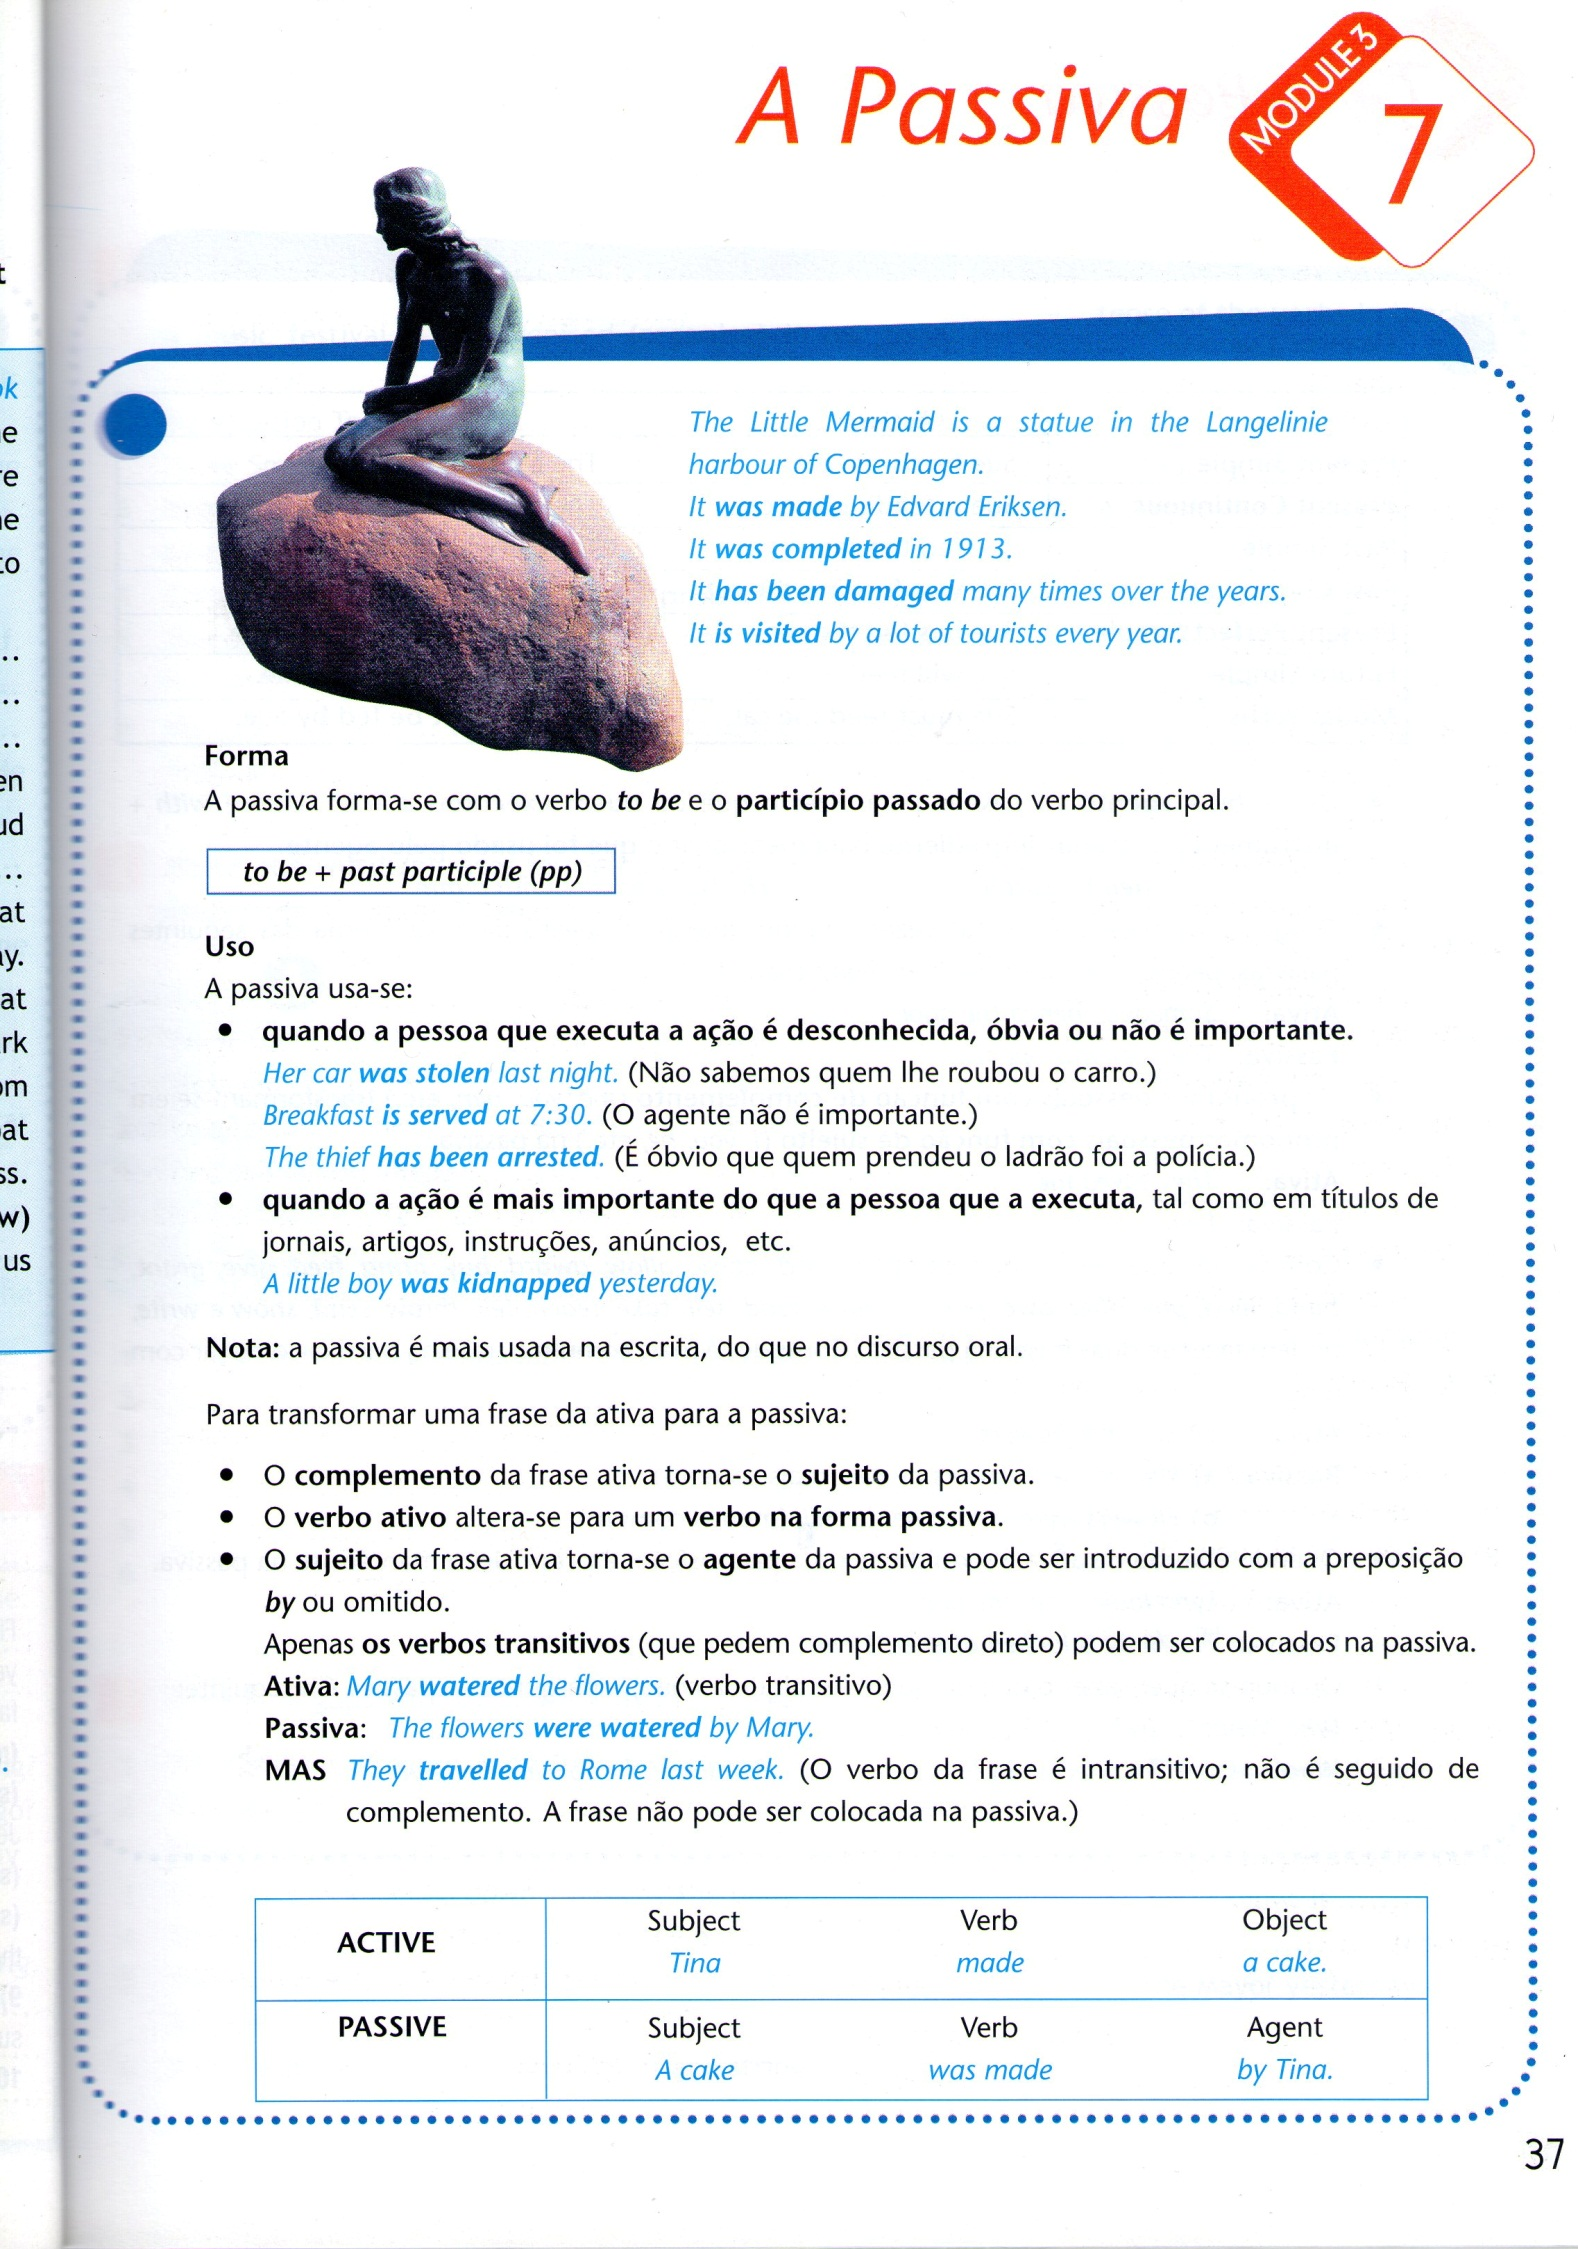 A Passiva
MODULE 3
7
The Little Mermaid is a statue in the Langelinie
harbour of Copenhagen.
It was made by Edvard Eriksen.
It was completed in 1913.
It has been damaged many times over the years.
It is visited by a lot of tourists every year.
Forma
A passiva forma-se com o verbo to be e o particípio passado do verbo principal.
to be + past participle (pp)
Uso
A passiva usa-se:
• quando a pessoa que executa a ação é desconhecida, óbvia ou não é importante.
Her car was stolen last night. (Não sabemos quem lhe roubou o carro.)
Breakfast is served at 7:30. (O agente não é importante.)
The thief has been arrested. (É óbvio que quem prendeu o ladrão foi a polícia.)
• quando a ação é mais importante do que a pessoa que a executa, tal como em títulos de
jornais, artigos, instruções, anúncios, etc.
A little boy was kidnapped yesterday.
Nota: a passiva é mais usada na escrita, do que no discurso oral.
Para transformar uma frase da ativa para a passiva:
• O complemento da frase ativa torna-se o sujeito da passiva.
• O verbo ativo altera-se para um verbo na forma passiva.
• O sujeito da frase ativa torna-se o agente da passiva e pode ser introduzido com a preposição
by ou omitido.
Apenas os verbos transitivos (que pedem complemento direto) podem ser colocados na passiva.
Ativa: Mary watered the flowers. (verbo transitivo)
Passiva: The flowers were watered by Mary.
MAS They travelled to Rome last week. (O verbo da frase é intransitivo; não é seguido de
complemento. A frase não pode ser colocada na passiva.)
ACTIVE
Subject Verb Object
Tina made a cake.
PASSIVE Subject Verb Agent
A cake was made by Tina.
37